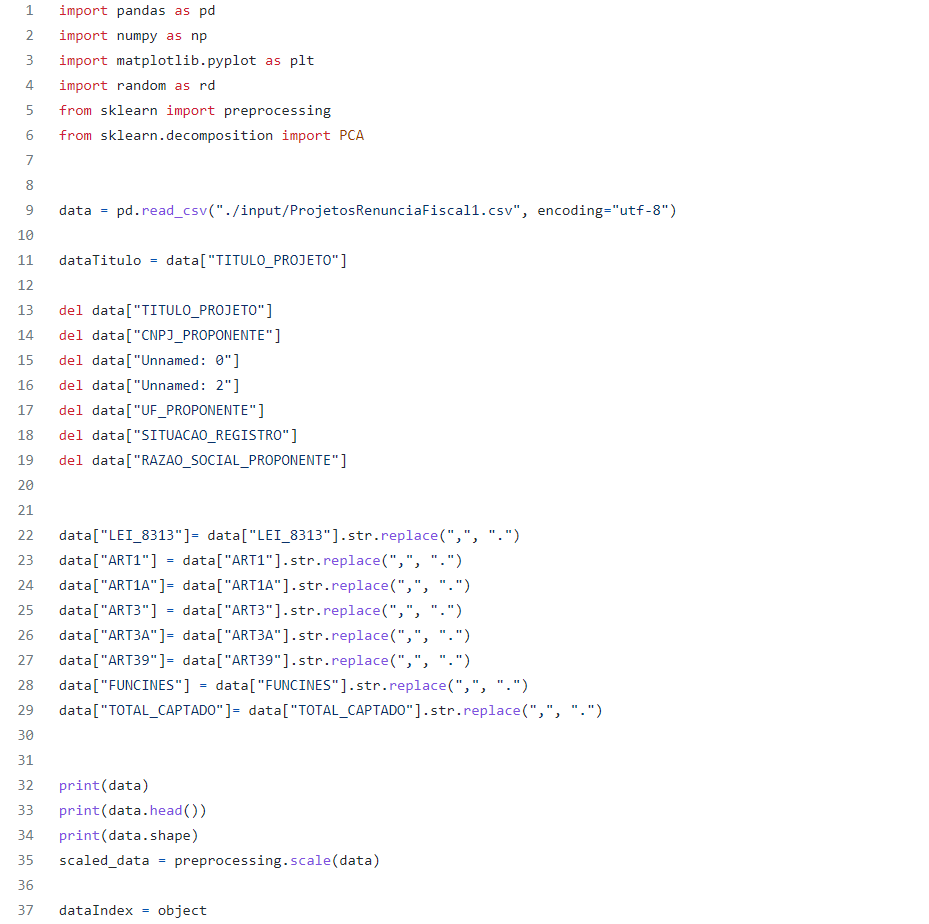 1 import pandas as pd
2 import numpy as np
3 import matplotlib.pyplot as plt
4 import random as rd
5 from sklearn import preprocessing
6 from sklearn.decomposition import PCA
7
8
9 data = pd.read_csv("./input/ProjetosRenunciaFiscal1.csv", encoding="utf-8")
10
11 dataTitulo = data["TITULO_PROJETO"]
12
13 del data["TITULO_PROJETO"]
14 del data["CNPJ_PROPONENTE"]
15 del data["Unnamed: 0"]
16 del data["Unnamed: 2"]
17 del data["UF_PROPONENTE"]
18 del data["SITUACAO_REGISTRO"]
19 del data["RAZAO_SOCIAL_PROPONENTE"]
20
21
22 data["LEI_8313"]= data["LEI_8313"].str.replace(",", ".")
23 data["ART1"] = data["ART1"].str.replace(",", ".")
24 data["ART1A"]= data["ART1A"].str.replace(",", ".")
25 data["ART3"] = data["ART3"].str.replace(",", ".")
26 data["ART3A"]= data["ART3A"].str.replace(",", ".")
27 data["ART39"]= data["ART39"].str.replace(",", ".")
28 data["FUNCINES"] = data["FUNCINES"].str.replace(",", ".")
29 data["TOTAL_CAPTADO"]= data["TOTAL_CAPTADO"].str.replace(",", ".")
30
31
32 print(data)
33 print(data.head())
34 print(data.shape)
35 scaled_data = preprocessing.scale(data)
36
37 dataIndex = object